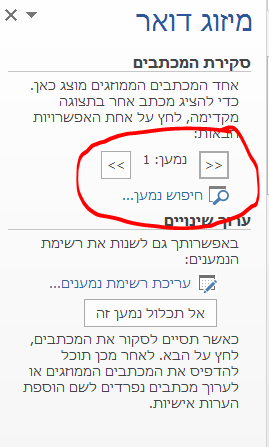 מיזוג דואר
סקירת המכתבים
אחד המכתבים הממוזגים מוצג כאן.
כדי להציג מכתב אחר בתצוגה
מקדימה, לחץ על אחת האפשרויות
הבאות:
<< נמען: 1 >>
חיפוש נמען...
ערוך שינויים
באפשרותך גם לשנות את רשימת
הנמענים:
עריכת רשימת נמענים...
אל תכלול נמען זה
כאשר תסיים לסקור את המכתבים,
לחץ על הבא. לאחר מכן תוכל
להדפיס את המכתבים הממוזגים או
לערוך מכתבים נפרדים לשם הוספת
הערות אישיות.